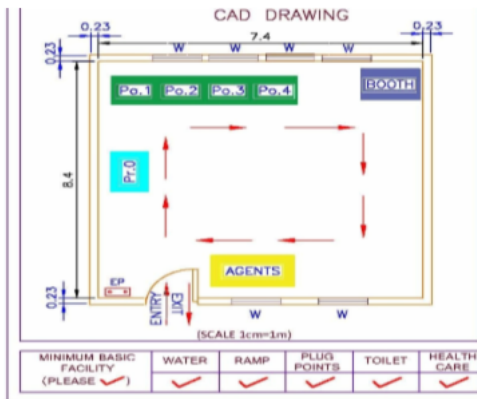 CAD DRAWING
0.23 7.4 0.23
W W W W
0.23
Po.1 Po.2 Po.3 Po.4 BOOTH
8.4
Pr.O
AGENTS
EP
ENTRY EXIT
0.23
W W
(SCALE 1cm=1m)
MINIMUM BASIC FACILITY (PLEASE ✓) WATER RAMP PLUG POINTS TOILET HEALTH CARE
✓ ✓ ✓ ✓ ✓